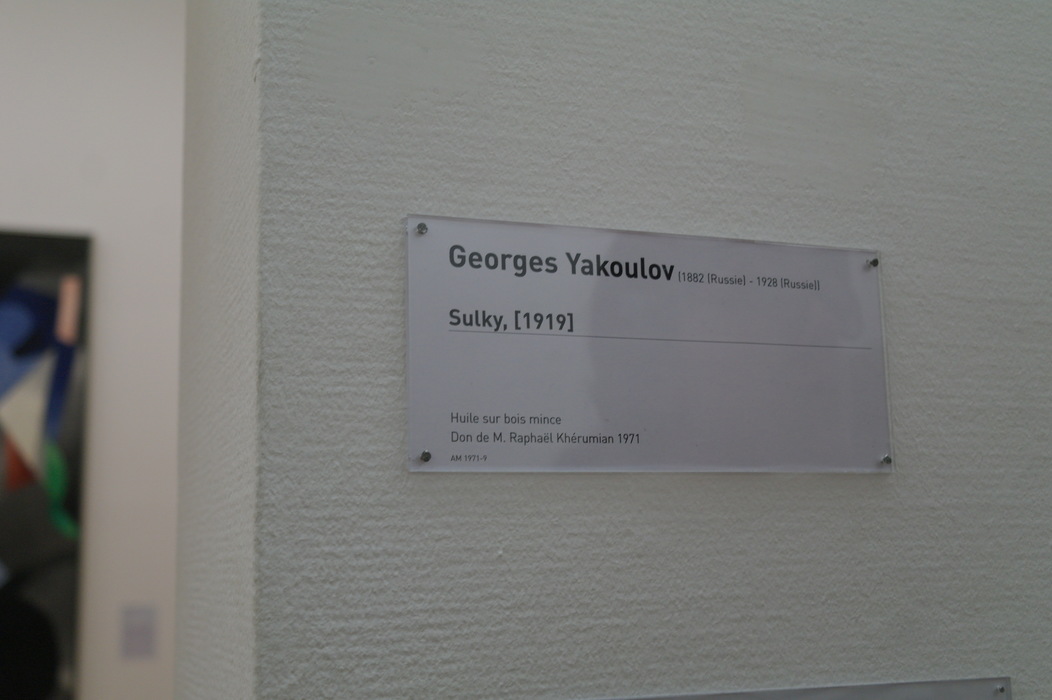 Georges Yakoulov (1882 (Russie) - 1928 (Russie))
Sulky, [1919]
Huile sur bois mince
Don de M. Raphaël Khérumian 1971
AM 1971-9